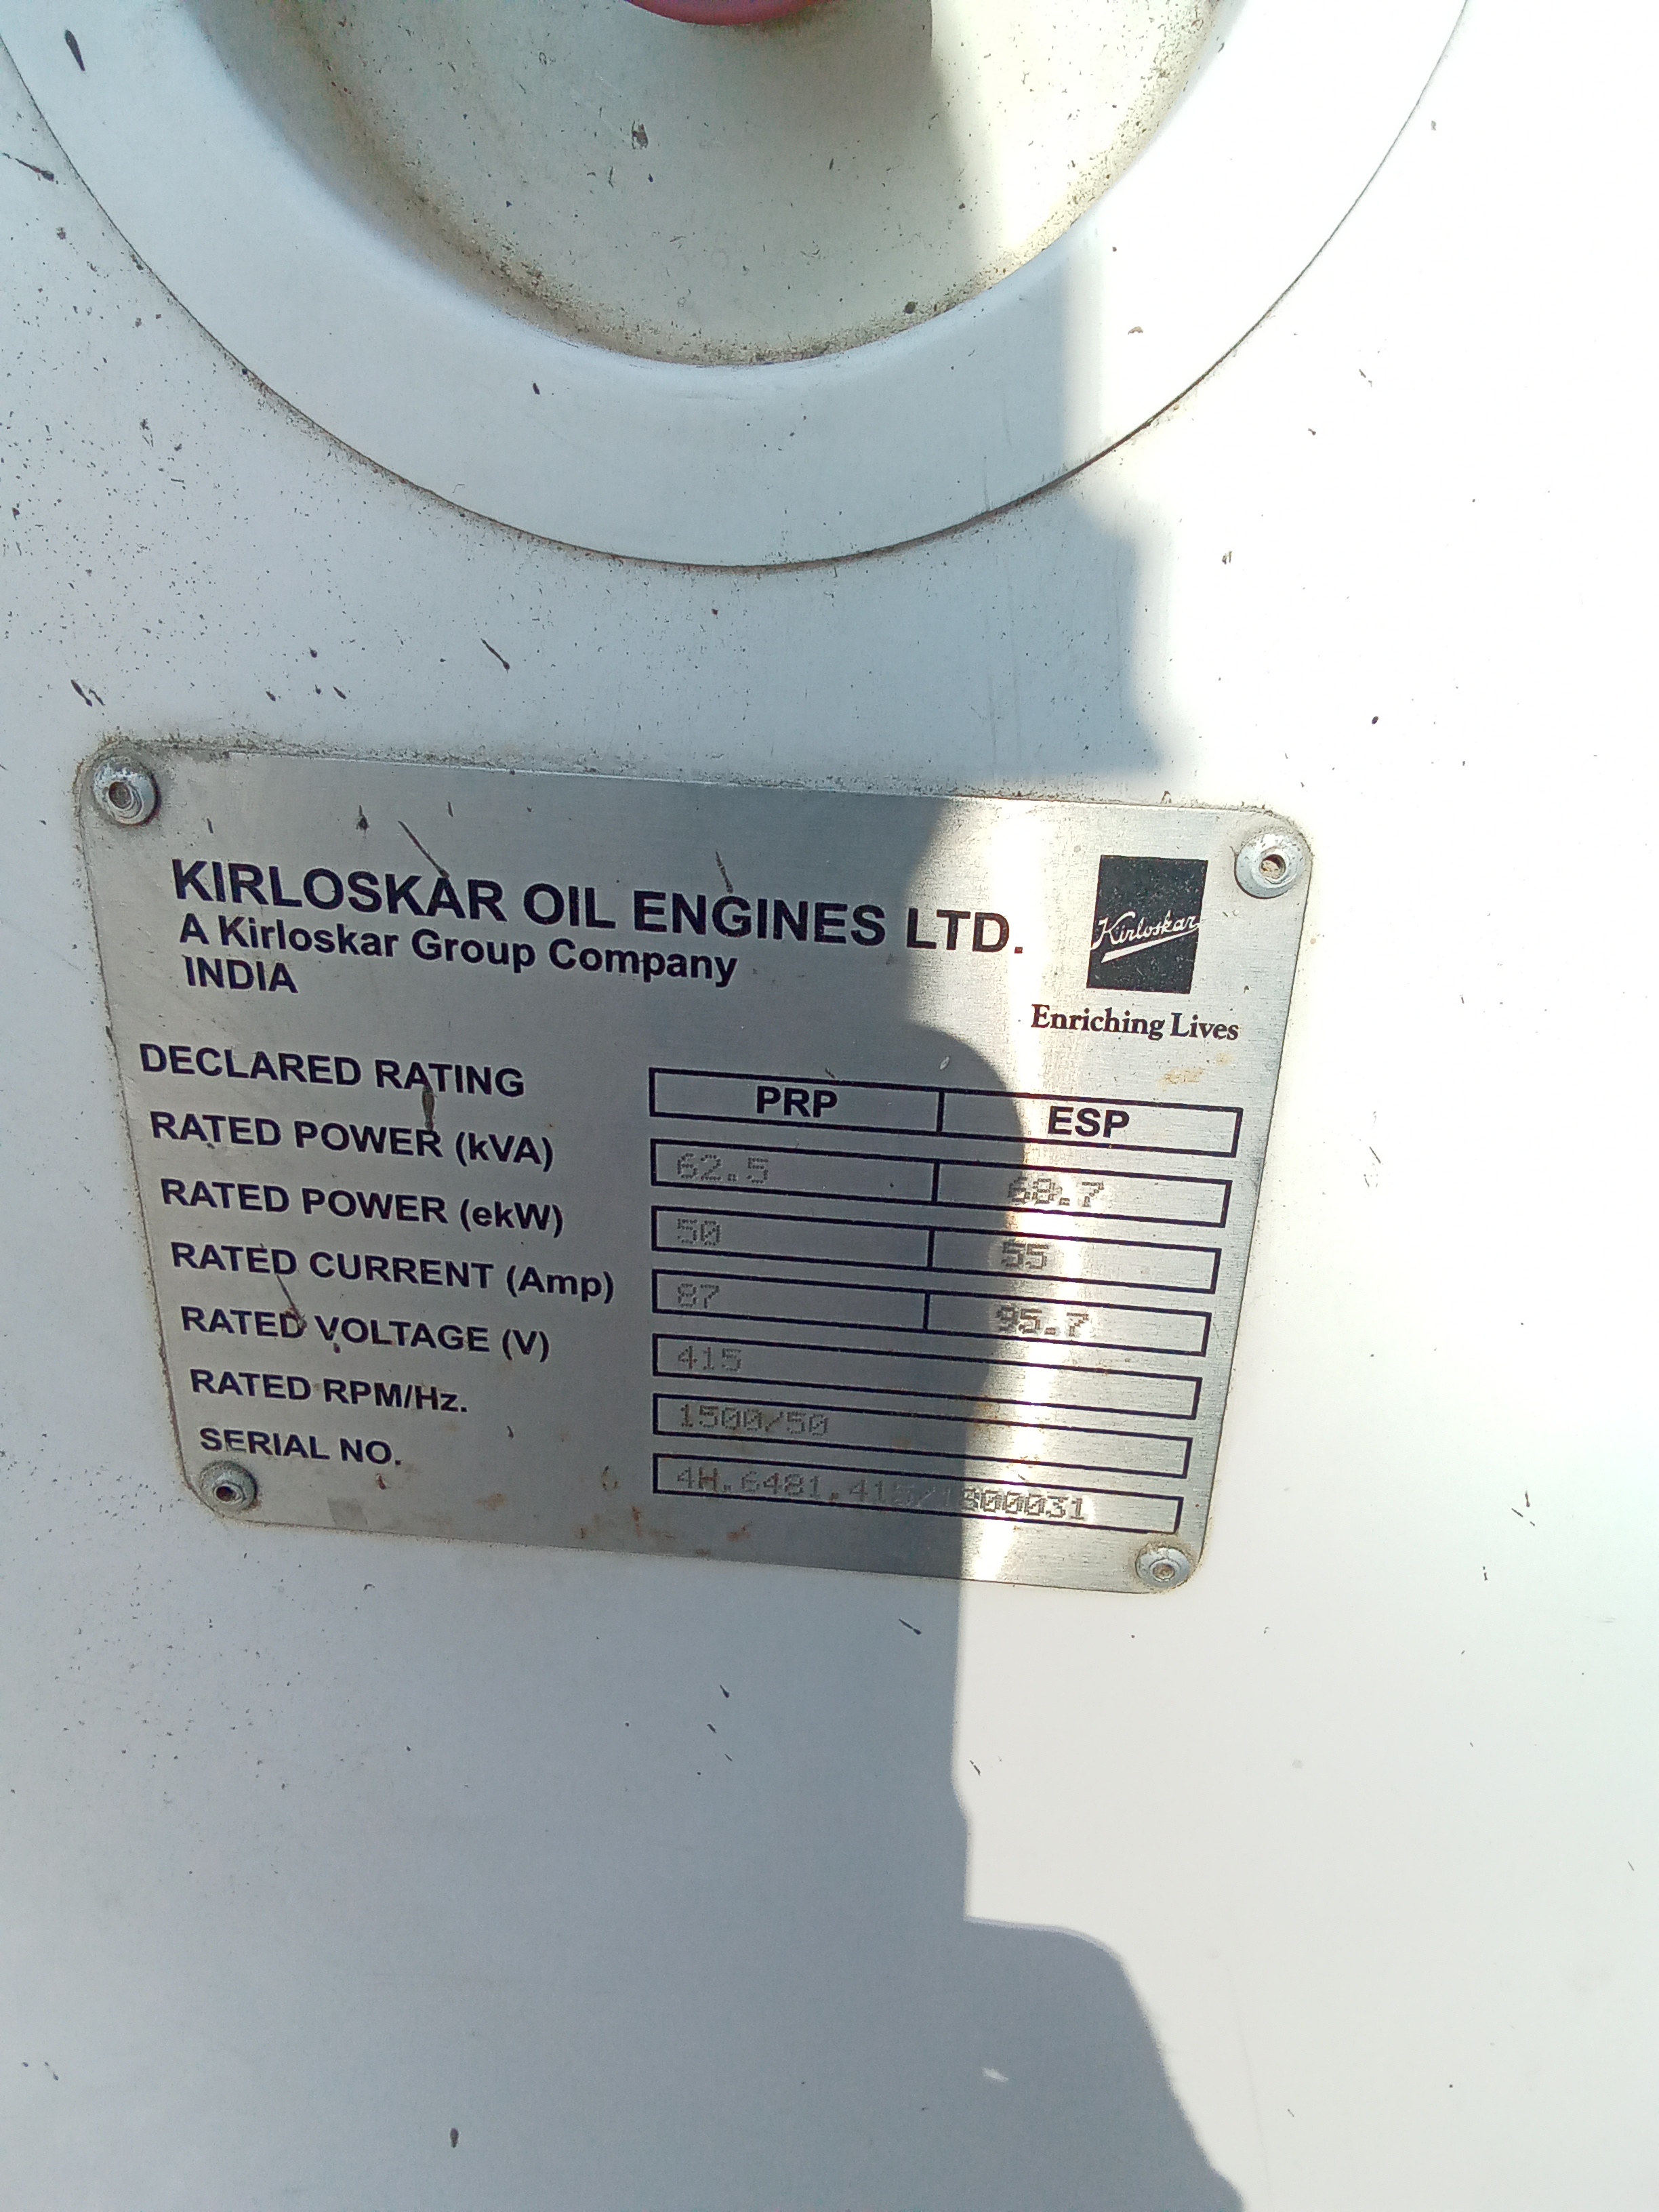 KIRLOSKAR OIL ENGINES LTD.
A Kirloskar Group Company
INDIA
Kirloskar
Enriching Lives
DECLARED RATING PRP ESP
RATED POWER (kVA) 62.5 68.7
RATED POWER (ekW) 50 55
RATED CURRENT (Amp) 87 95.7
RATED VOLTAGE (V) 415
RATED RPM/Hz. 1500/50
SERIAL NO.